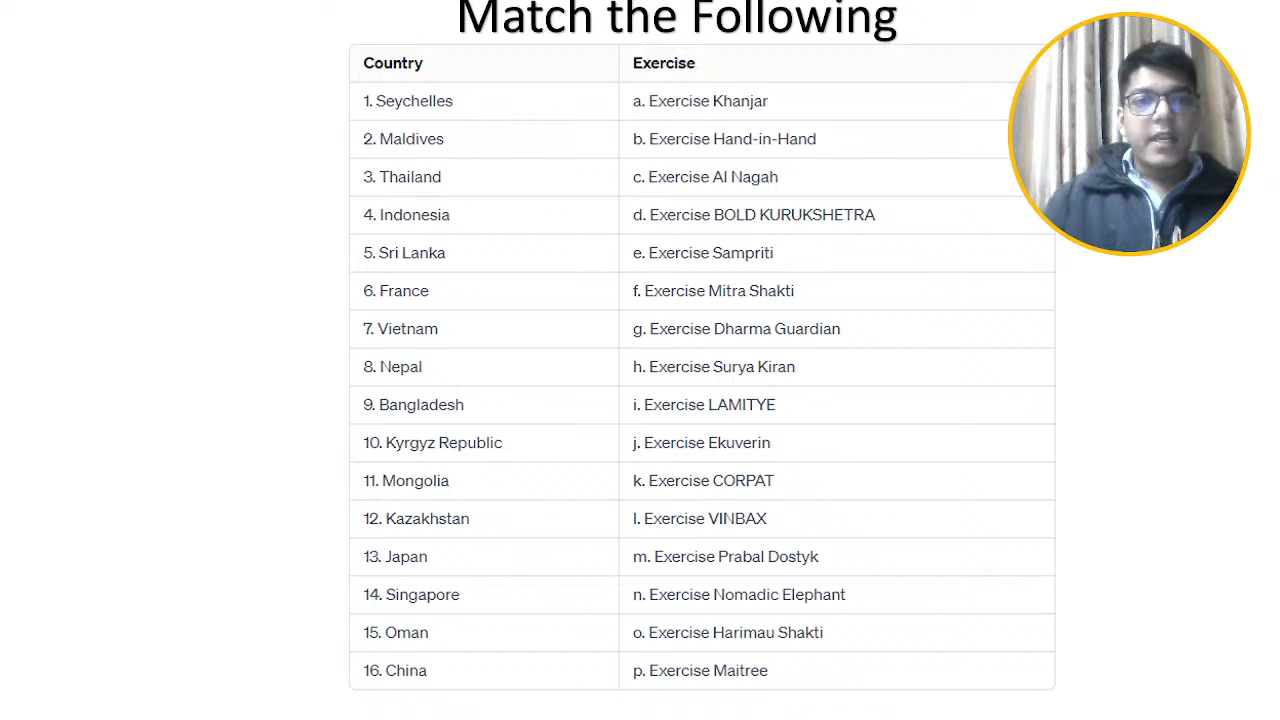 Match the Following
Country Exercise
1. Seychelles a. Exercise Khanjar
2. Maldives b. Exercise Hand-in-Hand
3. Thailand c. Exercise Al Nagah
4. Indonesia d. Exercise BOLD KURUKSHETRA
5. Sri Lanka e. Exercise Sampriti
6. France f. Exercise Mitra Shakti
7. Vietnam g. Exercise Dharma Guardian
8. Nepal h. Exercise Surya Kiran
9. Bangladesh i. Exercise LAMITYE
10. Kyrgyz Republic j. Exercise Ekuverin
11. Mongolia k. Exercise CORPAT
12. Kazakhstan l. Exercise VINBAX
13. Japan m. Exercise Prabal Dostyk
14. Singapore n. Exercise Nomadic Elephant
15. Oman o. Exercise Harimau Shakti
16. China p. Exercise Maitree